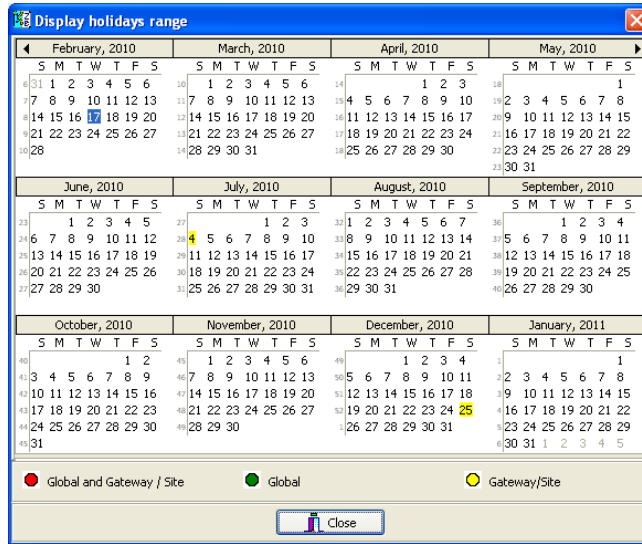 Display holidays range
February, 2010 March, 2010 April, 2010 May, 2010
S M T W T F S S M T W T F S S M T W T F S S M T W T F S
6 31 1 2 3 4 5 6 10 1 2 3 4 5 6 14 1 2 3 18 1
7 7 8 9 10 11 12 13 11 7 8 9 10 11 12 13 15 4 5 6 7 8 9 10 19 2 3 4 5 6 7 8
8 14 15 16 17 18 19 20 12 14 15 16 17 18 19 20 16 11 12 13 14 15 16 17 20 9 10 11 12 13 14 15
9 21 22 23 24 25 26 27 13 21 22 23 24 25 26 27 17 18 19 20 21 22 23 24 21 16 17 18 19 20 21 22
10 28 14 28 29 30 31 18 25 26 27 28 29 30 22 23 24 25 26 27 28 29
23 30 31
June, 2010 July, 2010 August, 2010 September, 2010
S M T W T F S S M T W T F S S M T W T F S S M T W T F S
23 1 2 3 4 5 27 1 2 3 32 1 2 3 4 5 6 7 36 1 2 3 4
24 6 7 8 9 10 11 12 28 4 5 6 7 8 9 10 33 8 9 10 11 12 13 14 37 5 6 7 8 9 10 11
25 13 14 15 16 17 18 19 29 11 12 13 14 15 16 17 34 15 16 17 18 19 20 21 38 12 13 14 15 16 17 18
26 20 21 22 23 24 25 26 30 18 19 20 21 22 23 24 35 22 23 24 25 26 27 28 39 19 20 21 22 23 24 25
27 27 28 29 30 31 25 26 27 28 29 30 31 36 29 30 31 40 26 27 28 29 30
October, 2010 November, 2010 December, 2010 January, 2011
S M T W T F S S M T W T F S S M T W T F S S M T W T F S
40 1 2 45 1 2 3 4 5 6 49 1 2 3 4 1 1
41 3 4 5 6 7 8 9 46 7 8 9 10 11 12 13 50 5 6 7 8 9 10 11 2 2 3 4 5 6 7 8
42 10 11 12 13 14 15 16 47 14 15 16 17 18 19 20 51 12 13 14 15 16 17 18 3 9 10 11 12 13 14 15
43 17 18 19 20 21 22 23 48 21 22 23 24 25 26 27 52 19 20 21 22 23 24 25 4 16 17 18 19 20 21 22
44 24 25 26 27 28 29 30 49 28 29 30 1 26 27 28 29 30 31 5 23 24 25 26 27 28 29
45 31 6 30 31 1 2 3 4 5
Global and Gateway / Site Global Gateway/Site
Close